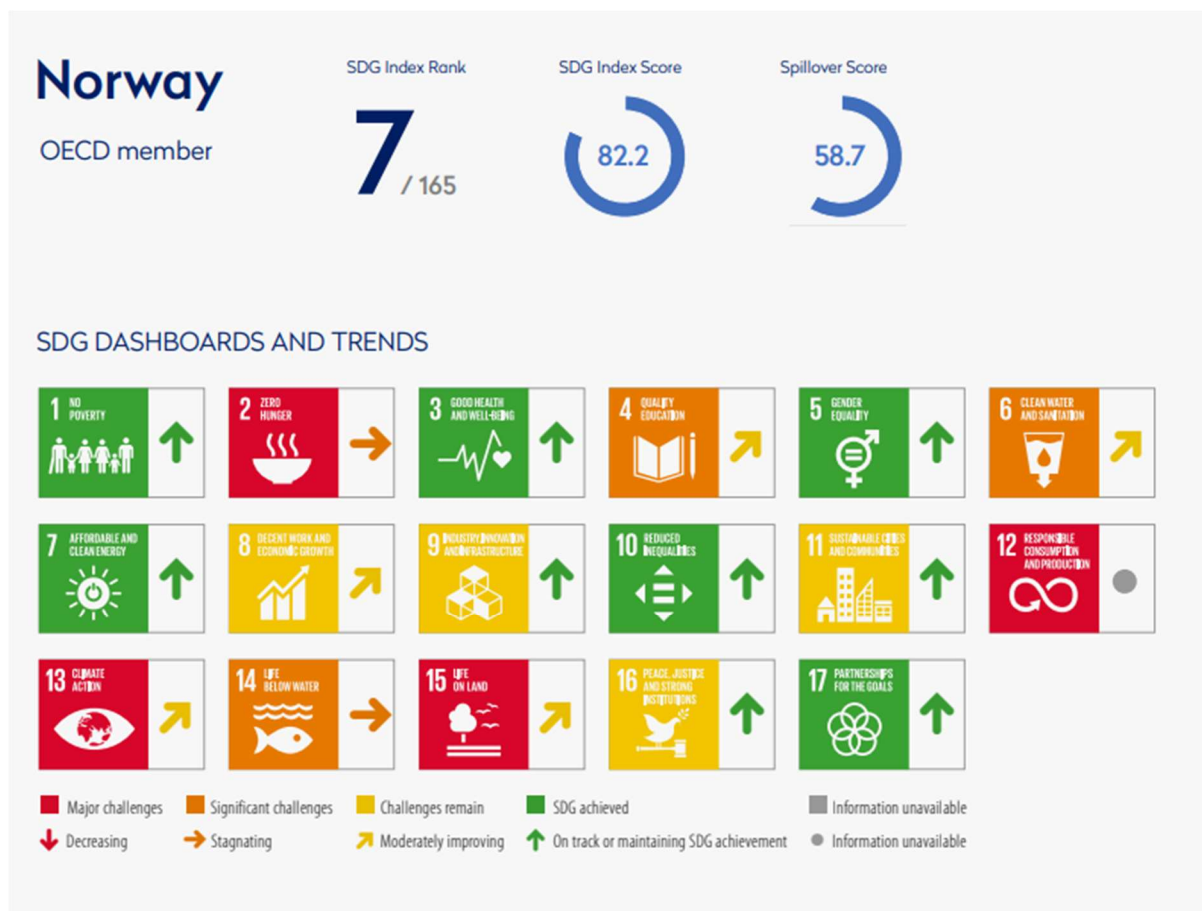 Norway
OECD member
SDG Index Rank
7 / 165
SDG Index Score
82.2
Spillover Score
58.7
SDG DASHBOARDS AND TRENDS
1 NO
POVERTY
2 ZERO
HUNGER
3 GOOD HEALTH
AND WELL-BEING
4 QUALITY
EDUCATION
5 GENDER
EQUALITY
6 CLEAN WATER
AND SANITATION
7 AFFORDABLE AND
CLEAN ENERGY
8 DECENT WORK AND
ECONOMIC GROWTH
9 INDUSTRY, INNOVATION
AND INFRASTRUCTURE
10 REDUCED
INEQUALITIES
11 SUSTAINABLE CITIES
AND COMMUNITIES
12 RESPONSIBLE
CONSUMPTION
AND PRODUCTION
13 CLIMATE
ACTION
14 LIFE
BELOW WATER
15 LIFE
ON LAND
16 PEACE, JUSTICE
AND STRONG
INSTITUTIONS
17 PARTNERSHIPS
FOR THE GOALS
Major challenges
Significant challenges
Challenges remain
SDG achieved
Information unavailable
Decreasing
Stagnating
Moderately improving
On track or maintaining SDG achievement
Information unavailable